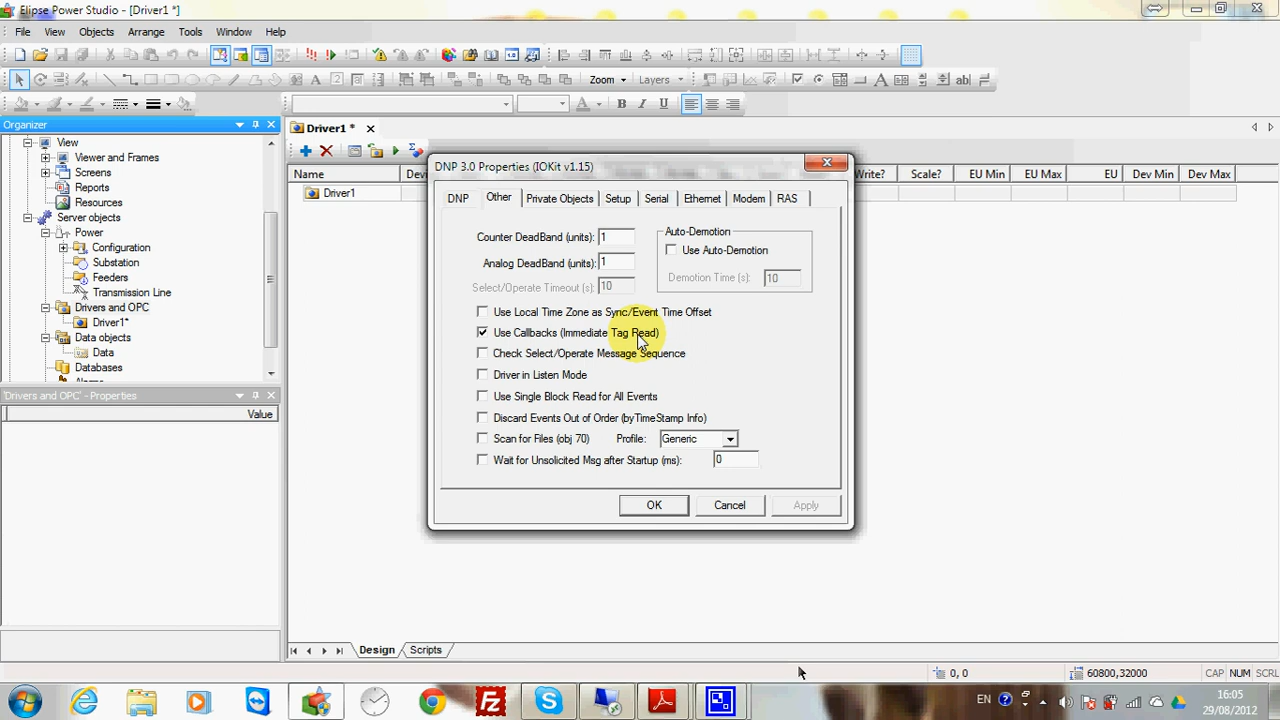 Elipse Power Studio - [Driver1 *]
File View Objects Arrange Tools Window Help
Zoom Layers
B I U
Organizer
View
Viewer and Frames
Screens
Reports
Resources
Server objects
Power
Configuration
Substation
Feeders
Transmission Line
Drivers and OPC
Driver1*
Data objects
Data
Databases
'Drivers and OPC' - Properties
Value
Driver1 *
Name Write? Scale? EU Min EU Max EU Dev Min Dev Max
Driver1
DNP 3.0 Properties (IOKit v1.15)
DNP Other Private Objects Setup Serial Ethernet Modem RAS
Counter DeadBand (units): 1
Analog DeadBand (units): 1
Select/Operate Timeout (s): 10
Auto-Demotion
Use Auto-Demotion
Demotion Time (s): 10
Use Local Time Zone as Sync/Event Time Offset
Use Callbacks (Immediate Tag Read)
Check Select/Operate Message Sequence
Driver in Listen Mode
Use Single Block Read for All Events
Discard Events Out of Order (byTimeStamp Info)
Scan for Files (obj 70) Profile: Generic
Wait for Unsolicited Msg after Startup (ms): 0
OK Cancel Apply
Design Scripts
0, 0 60800,32000 CAP NUM SCRL
EN 16:05
29/08/2012